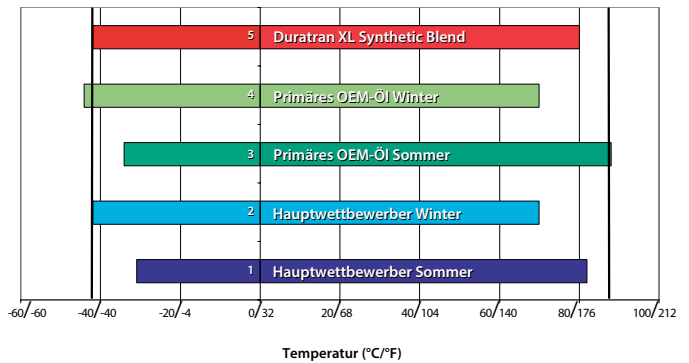 5 Duratran XL Synthetic Blend
4 Primäres OEM-Öl Winter
3 Primäres OEM-Öl Sommer
2 Hauptwettbewerber Winter
1 Hauptwettbewerber Sommer
-60/-60 -40/-40 -20/-4 0/32 20/68 40/104 60/140 80/176 100/212
Temperatur (°C/°F)